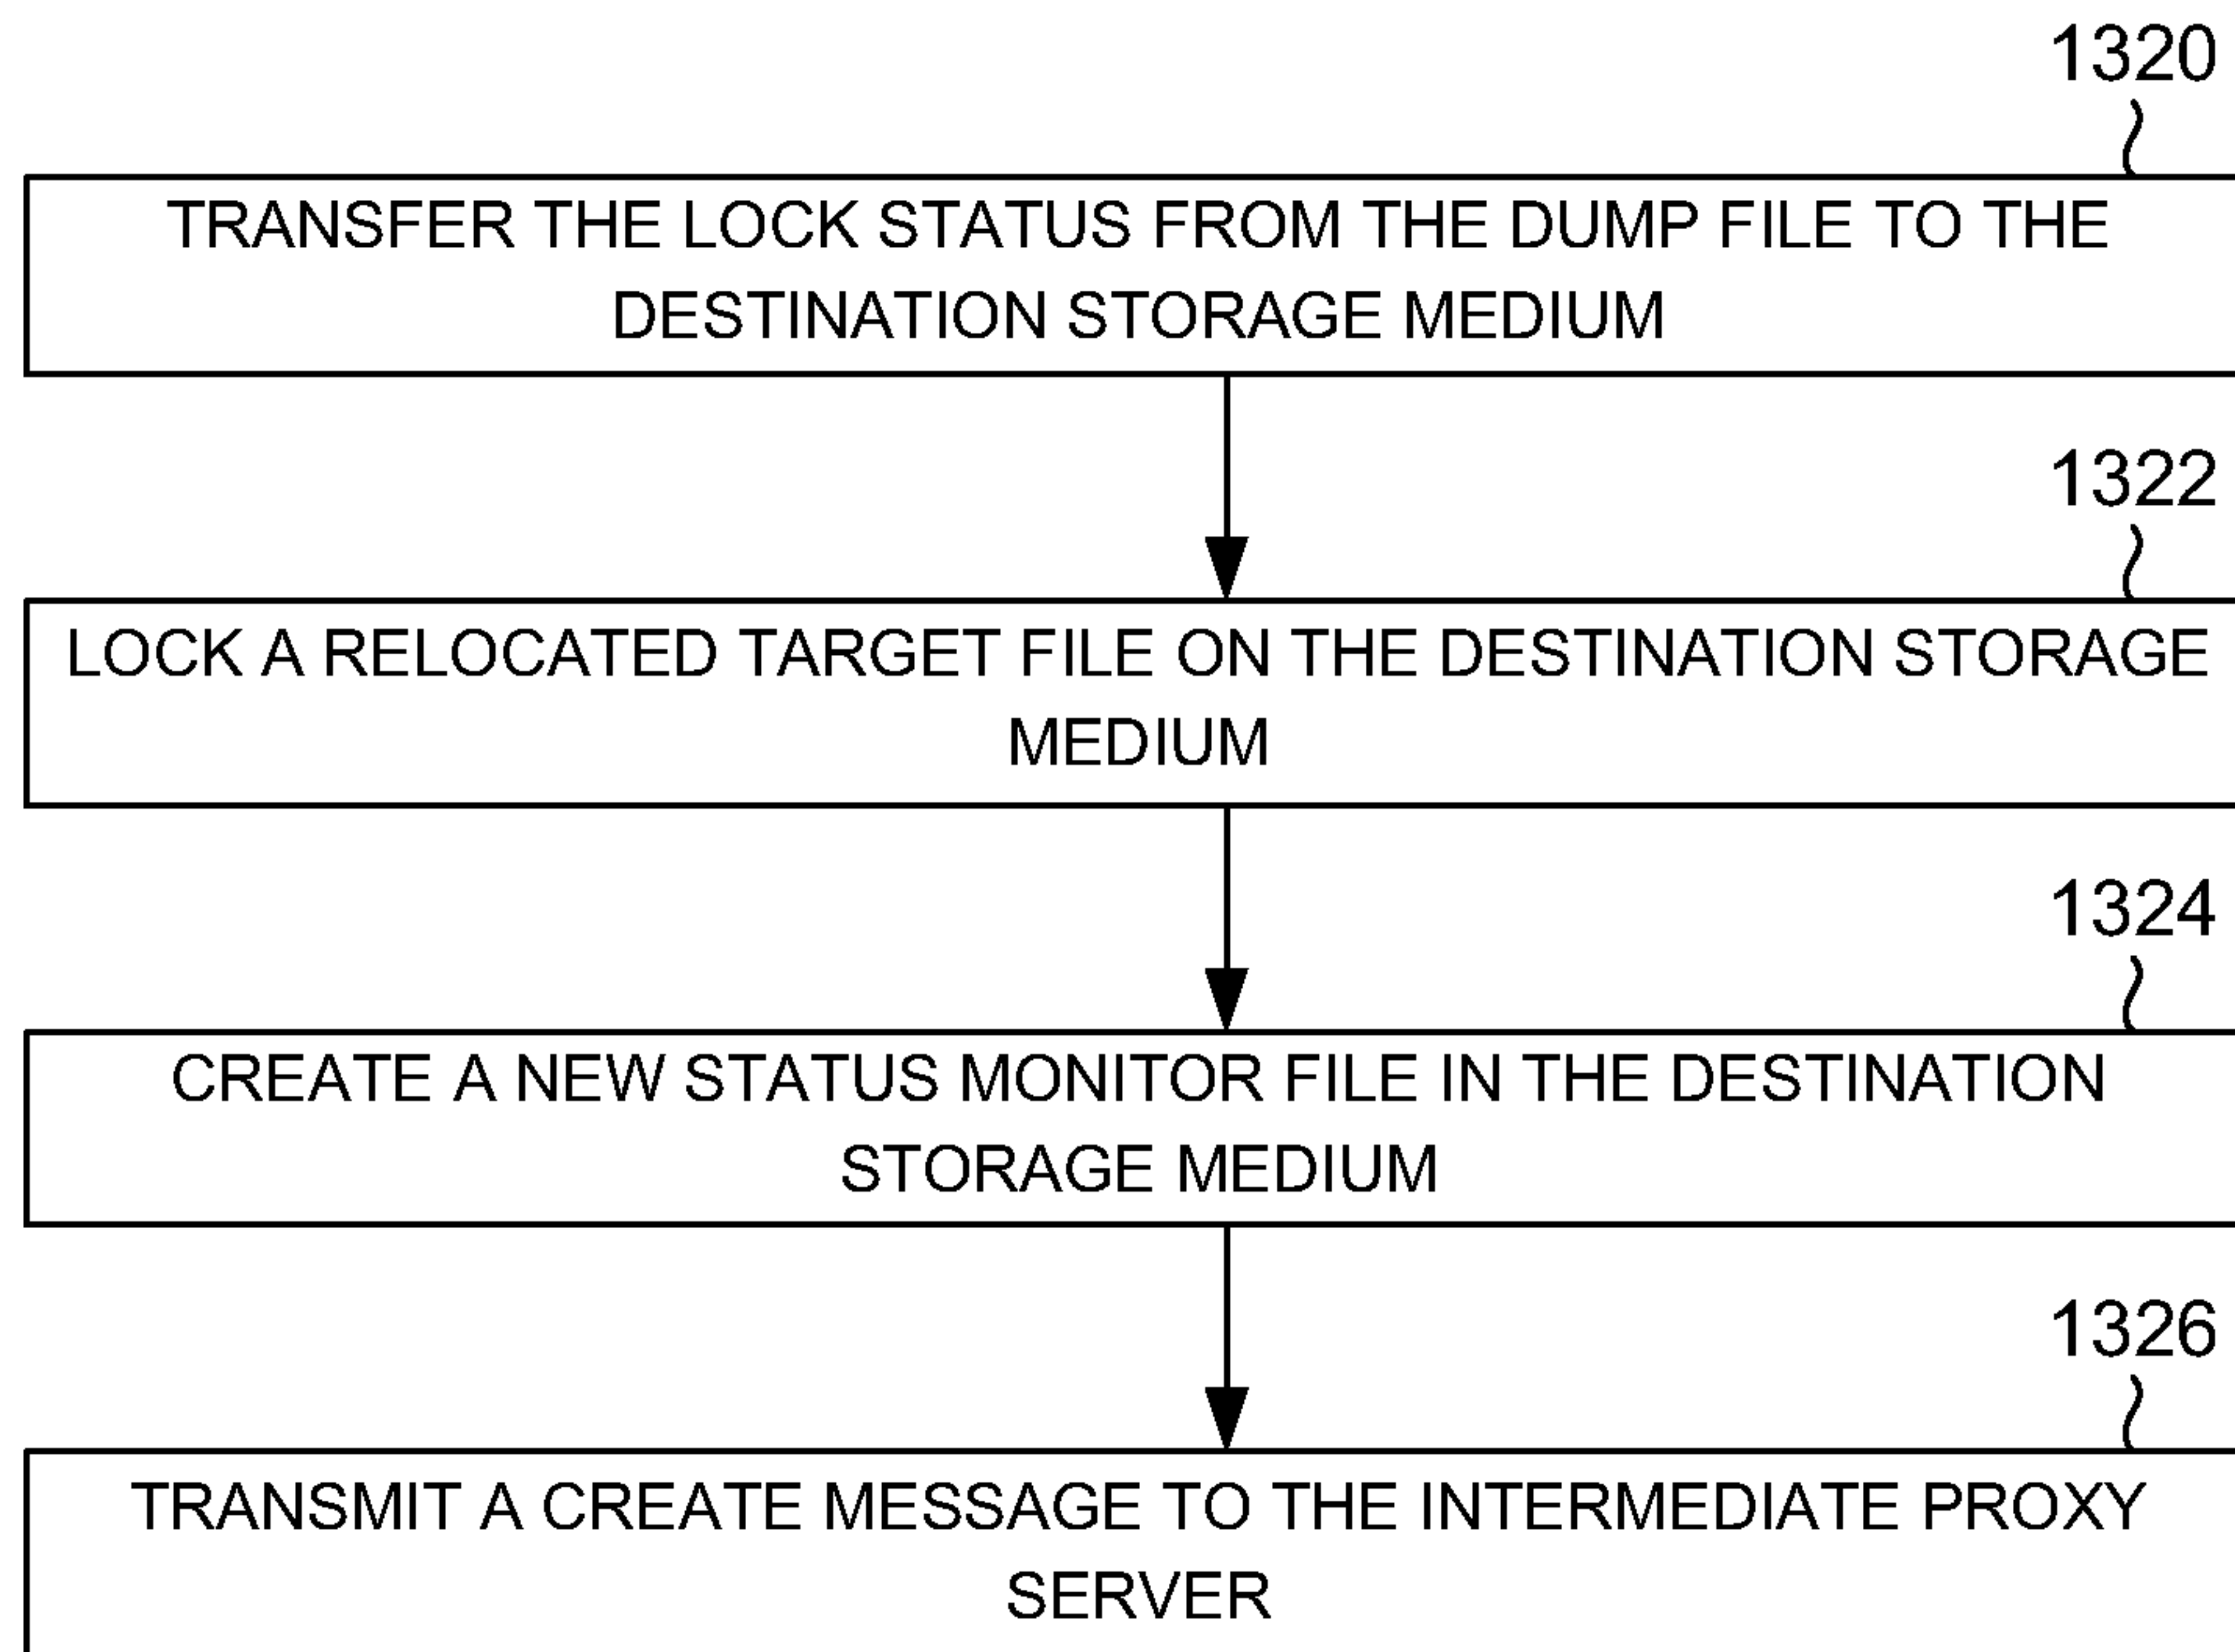 1320
TRANSFER THE LOCK STATUS FROM THE DUMP FILE TO THE
DESTINATION STORAGE MEDIUM
1322
LOCK A RELOCATED TARGET FILE ON THE DESTINATION STORAGE
MEDIUM
1324
CREATE A NEW STATUS MONITOR FILE IN THE DESTINATION
STORAGE MEDIUM
1326
TRANSMIT A CREATE MESSAGE TO THE INTERMEDIATE PROXY
SERVER